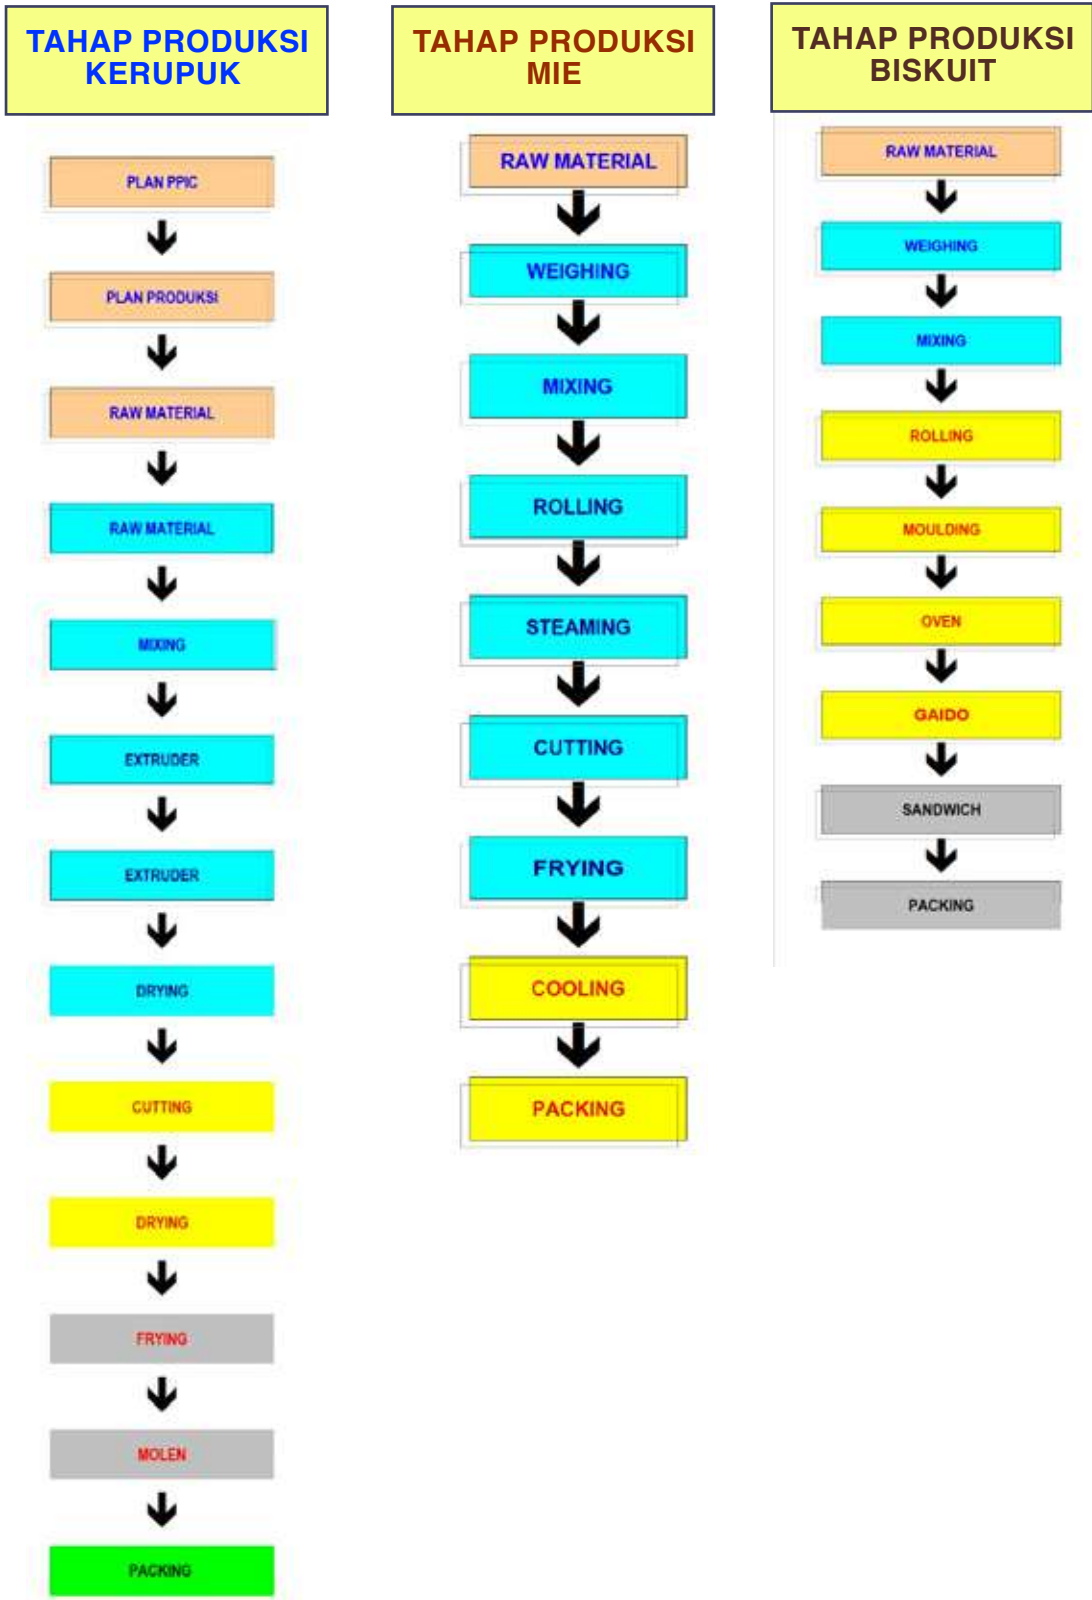 TAHAP PRODUKSI
KERUPUK
PLAN PPIC
PLAN PRODUKSI
RAW MATERIAL
RAW MATERIAL
MIXING
EXTRUDER
EXTRUDER
DRYING
CUTTING
DRYING
FRYING
MOLEN
PACKING
TAHAP PRODUKSI
MIE
RAW MATERIAL
WEIGHING
MIXING
ROLLING
STEAMING
CUTTING
FRYING
COOLING
PACKING
TAHAP PRODUKSI
BISKUIT
RAW MATERIAL
WEIGHING
MIXING
ROLLING
MOULDING
OVEN
GAIDO
SANDWICH
PACKING